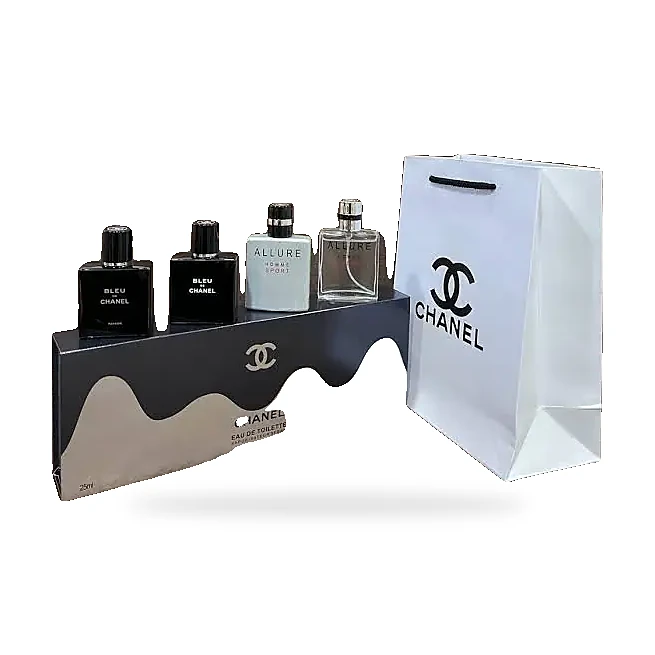 BLEU
DE
CHANEL
BLEU
DE
CHANEL
ALLURE
HOMME
SPORT
ALLURE
CHANEL
CHANEL
EAU DE TOILETTE
25ml